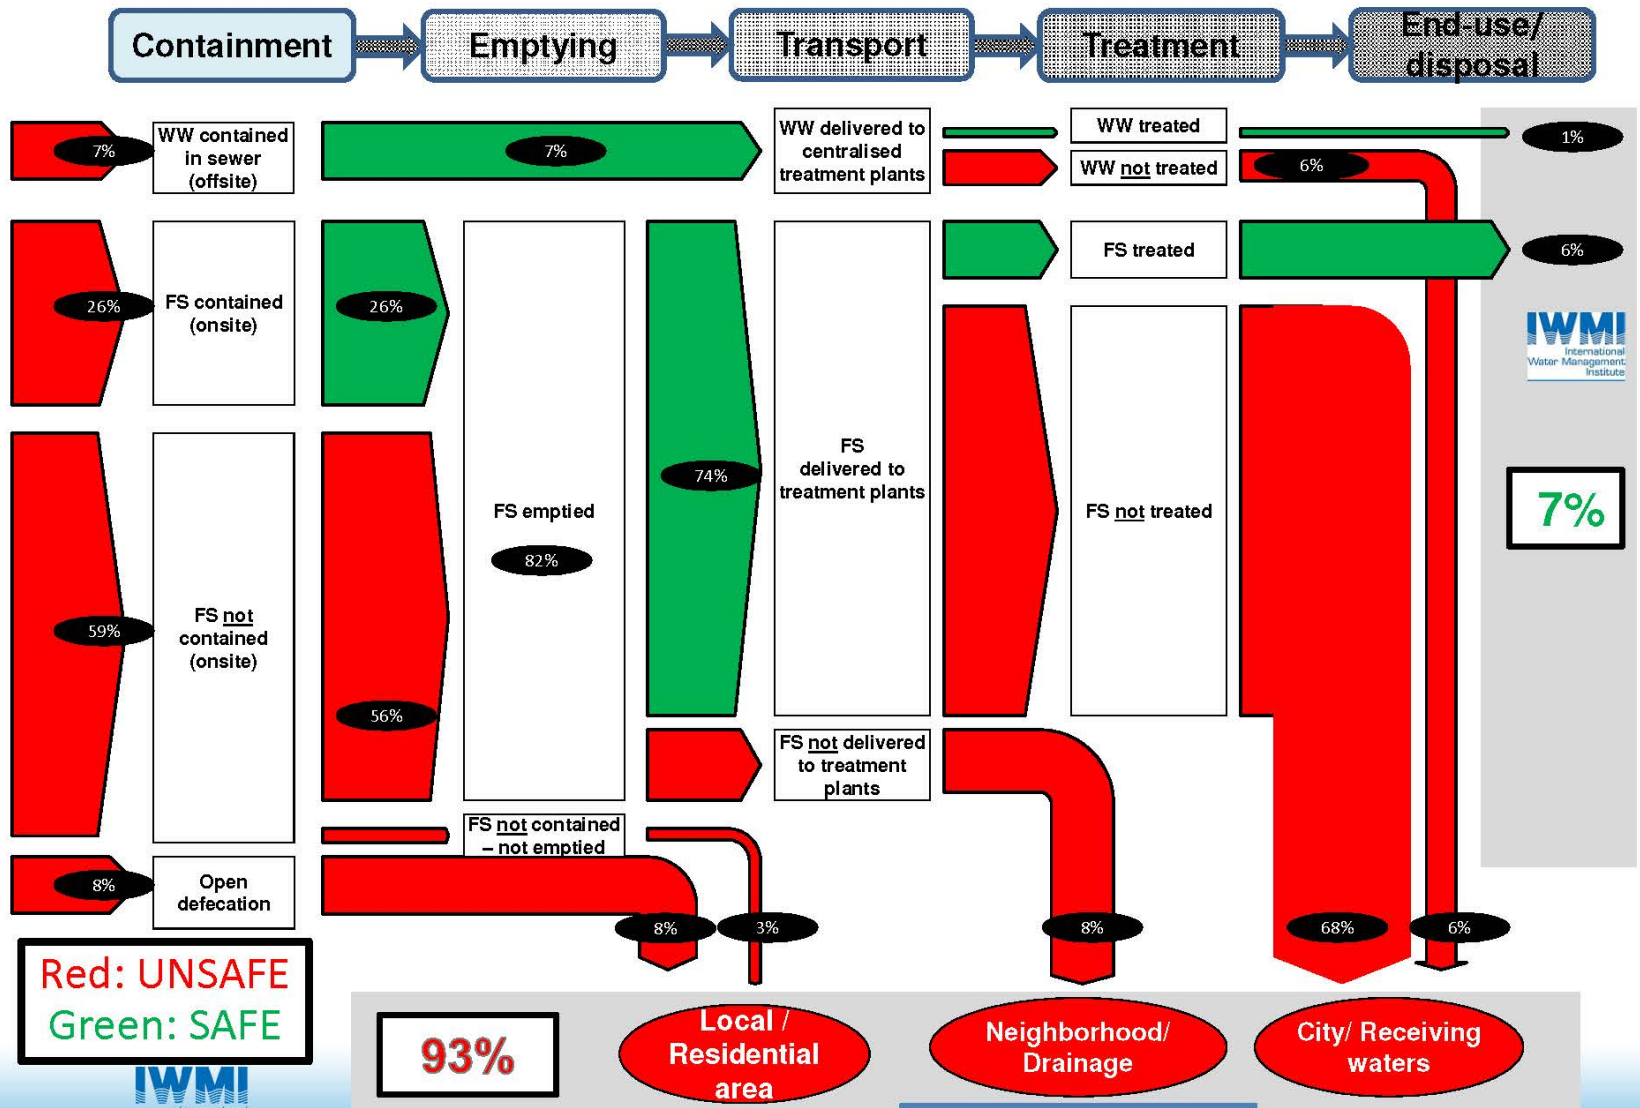 Containment
Emptying
Transport
Treatment
End-use/
disposal
7%
WW contained
in sewer
(offsite)
7%
WW delivered to
centralised
treatment plants
WW treated
1%
WW not treated
6%
26%
FS contained
(onsite)
26%
FS treated
6%
IWMI
International
Water Management
Institute
FS emptied
82%
74%
FS
delivered to
treatment plants
FS not treated
7%
59%
FS not
contained
(onsite)
56%
FS not delivered
to treatment
plants
FS not contained
– not emptied
8%
Open
defecation
8%
3%
8%
68%
6%
Red: UNSAFE
Green: SAFE
93%
Local /
Residential
area
Neighborhood/
Drainage
City/ Receiving
waters
IWMI